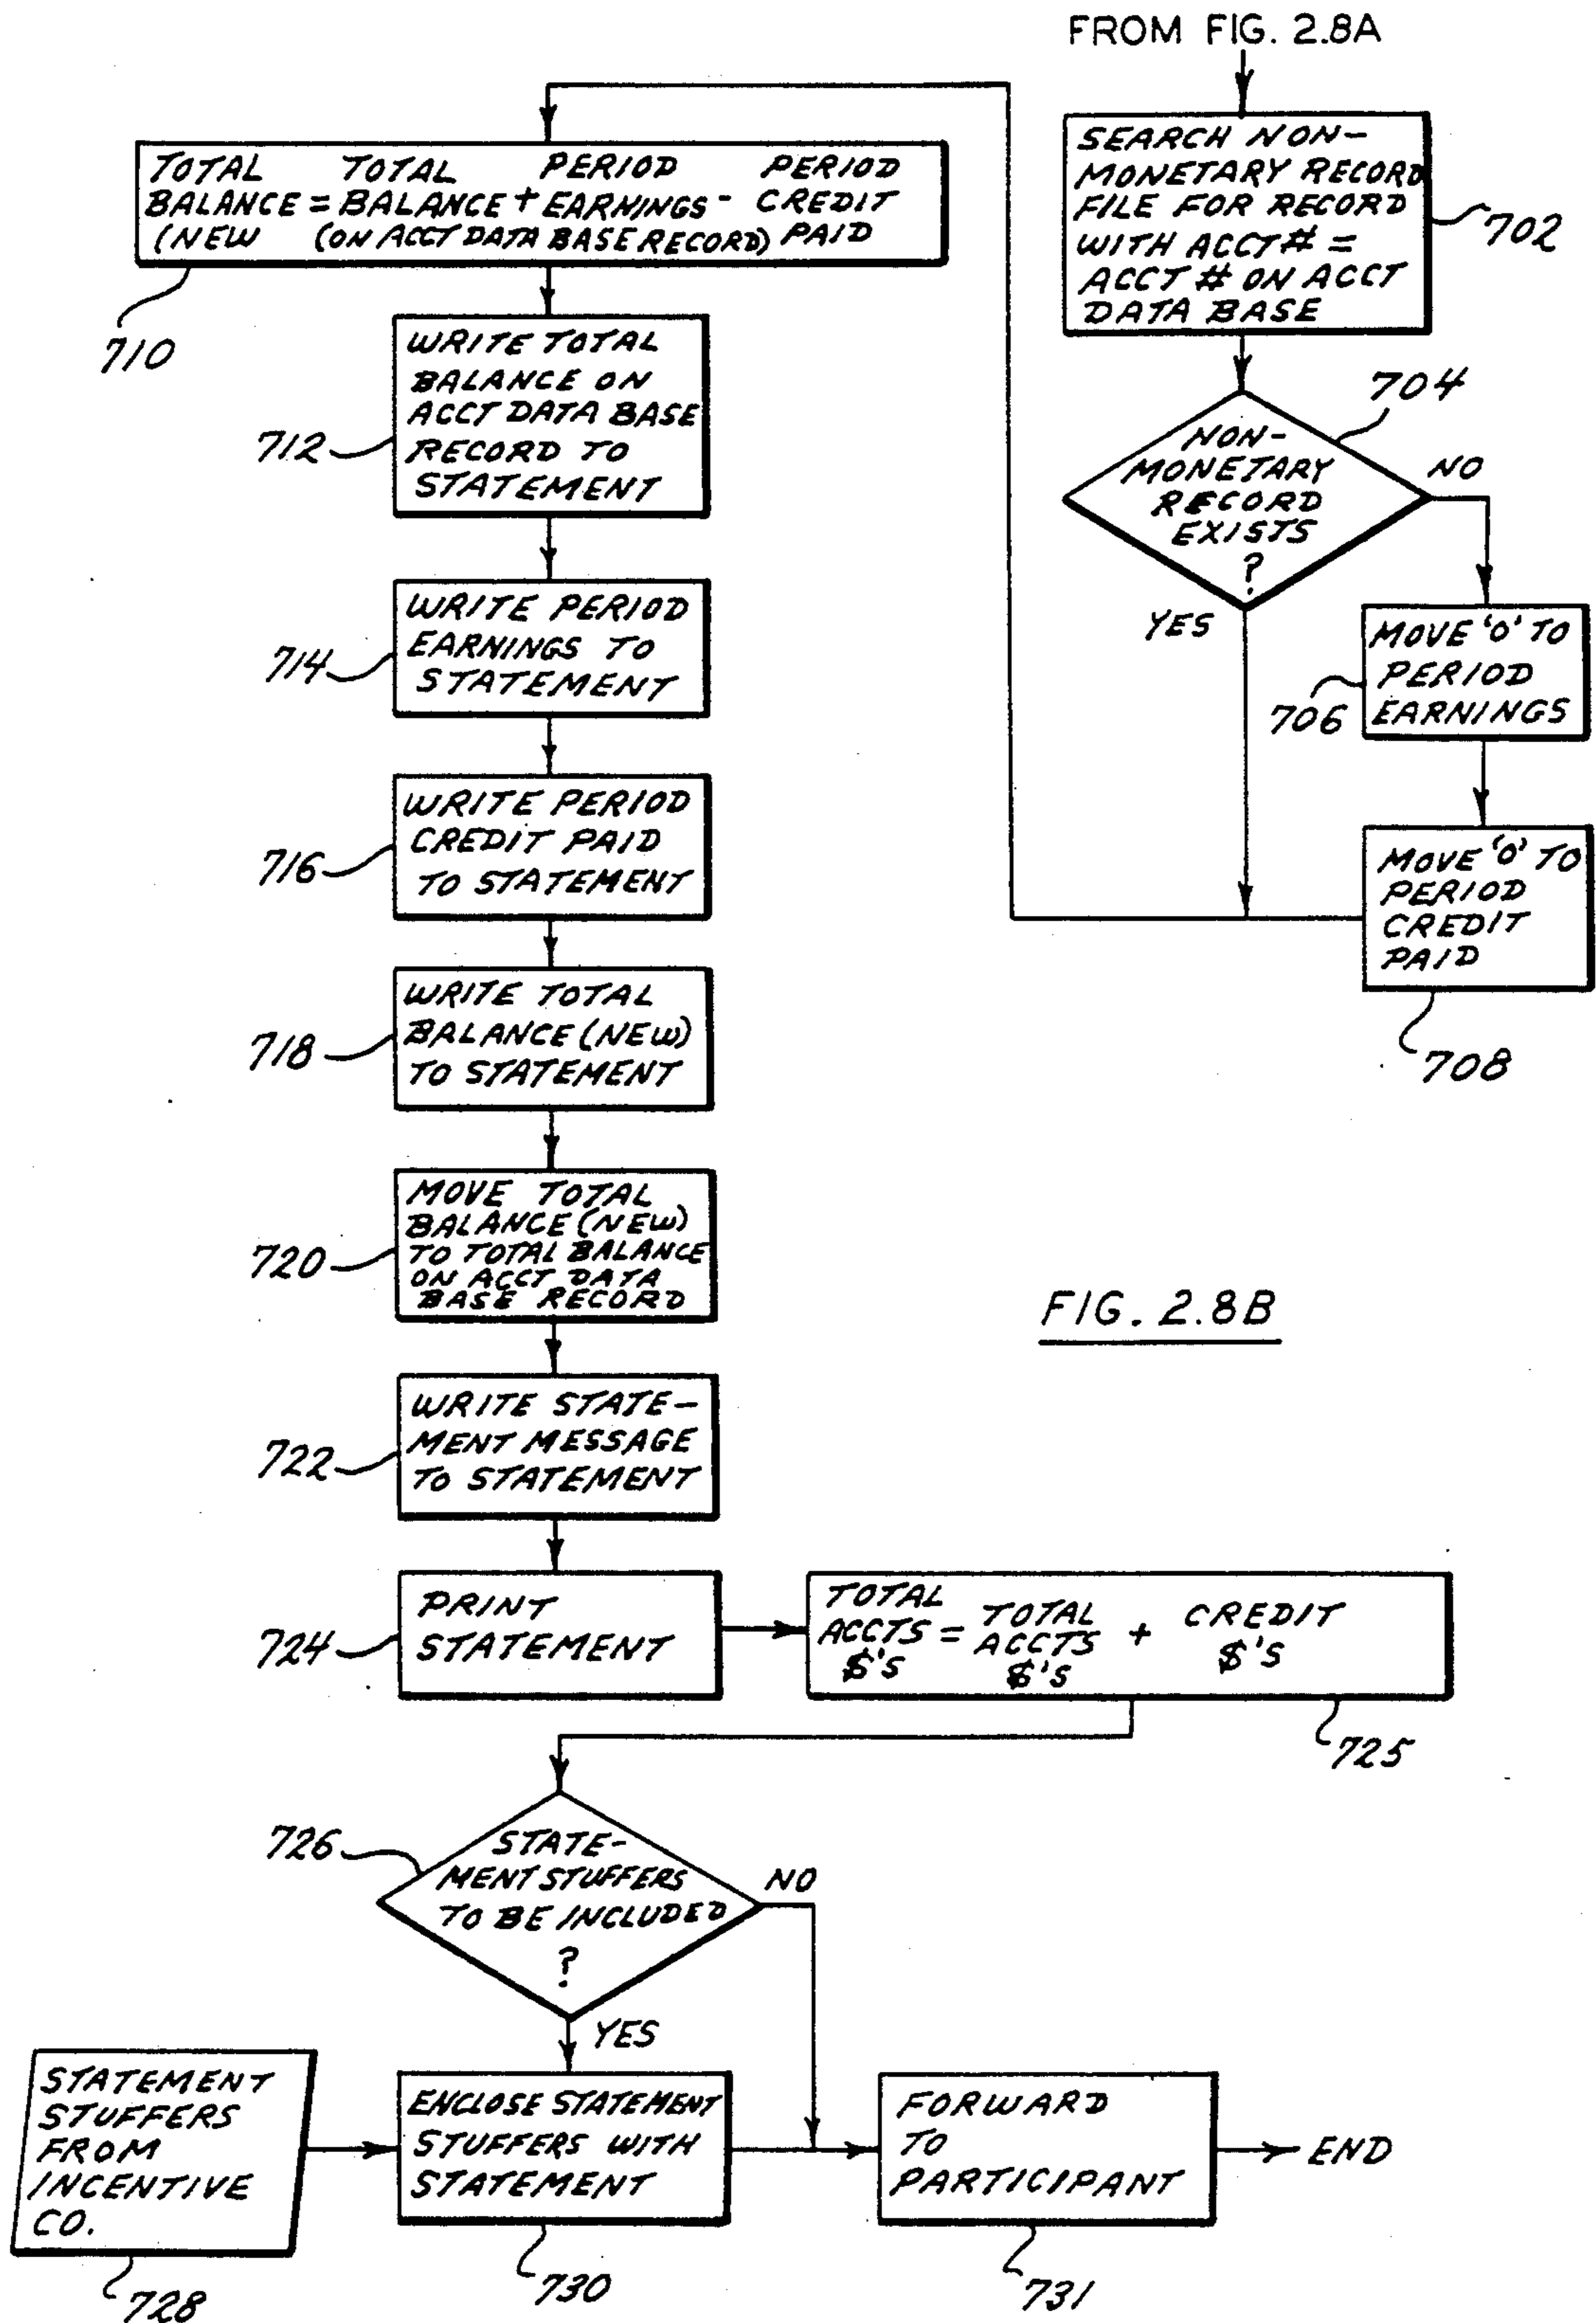 FROM FIG. 2.8A
SEARCH NON-
MONETARY RECORD
FILE FOR RECORD
WITH ACCT # =
ACCT # ON ACCT
DATA BASE
702
704
NON-
MONETARY
RECORD
EXISTS
?
NO
YES
MOVE 'O' TO
PERIOD
EARNINGS
706
MOVE 'O' TO
PERIOD
CREDIT
PAID
708
TOTAL TOTAL PERIOD PERIOD
BALANCE = BALANCE + EARNINGS - CREDIT
(NEW (ON ACCT DATA BASE RECORD) PAID
710
WRITE TOTAL
BALANCE ON
ACCT DATA BASE
RECORD TO
STATEMENT
712
WRITE PERIOD
EARNINGS TO
STATEMENT
714
WRITE PERIOD
CREDIT PAID
TO STATEMENT
716
WRITE TOTAL
BALANCE (NEW)
TO STATEMENT
718
MOVE TOTAL
BALANCE (NEW)
TO TOTAL BALANCE
ON ACCT DATA
BASE RECORD
720
FIG. 2.8B
WRITE STATE-
MENT MESSAGE
TO STATEMENT
722
PRINT
STATEMENT
724
TOTAL TOTAL CREDIT
ACCTS = ACCTS + $'S
$'S $'S
725
726
STATE-
MENT STUFFERS
TO BE INCLUDED
?
NO
YES
STATEMENT
STUFFERS
FROM
INCENTIVE
CO.
728
ENCLOSE STATEMENT
STUFFERS WITH
STATEMENT
730
FORWARD
TO
PARTICIPANT
731
END